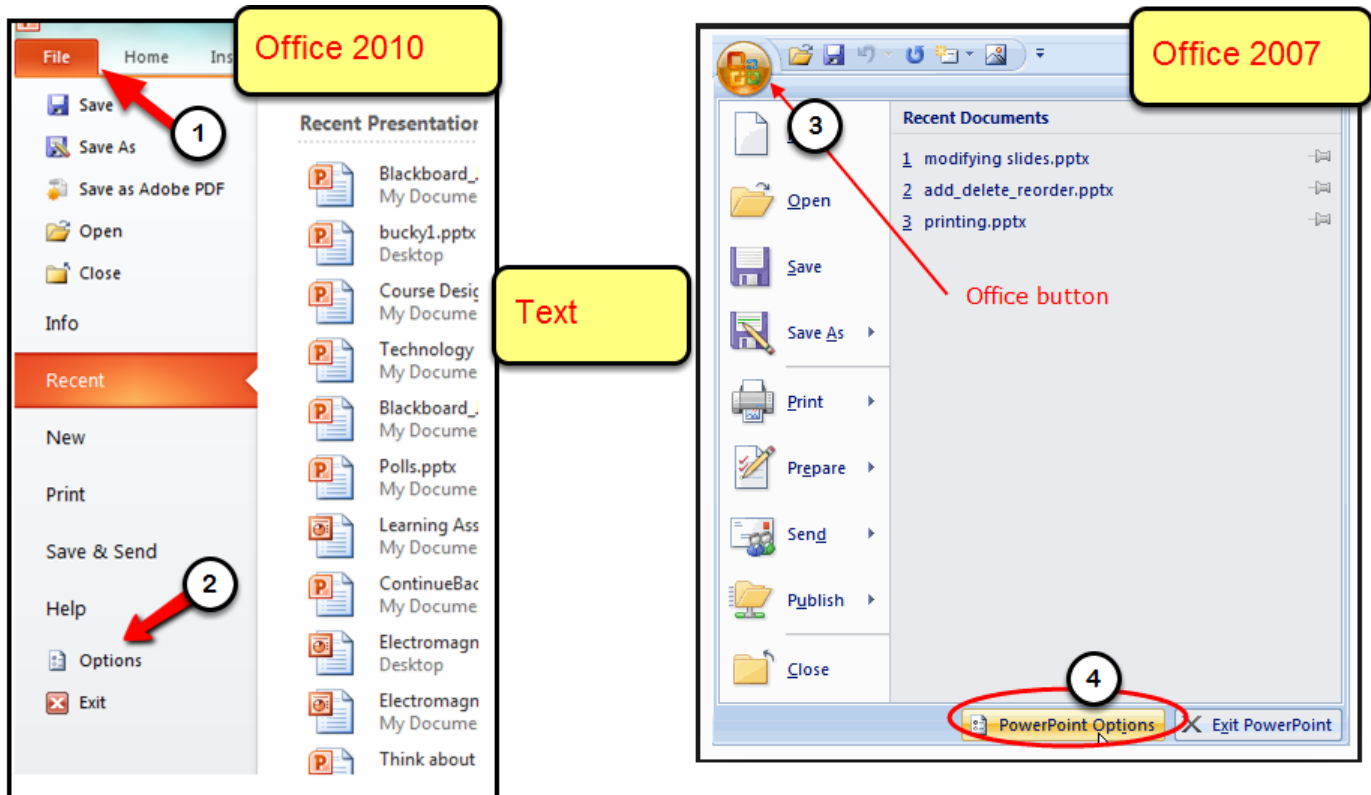 Office 2010
File Home Ins
1
Save
Save As
Save as Adobe PDF
Open
Close
Info
Recent
New
Print
Save & Send
Help
2
Options
Exit
Recent Presentation
Blackboard_.
My Docume
bucky1.pptx
Desktop
Course Desig
My Docume
Technology
My Docume
Blackboard_.
My Docume
Polls.pptx
My Docume
Learning Ass
My Docume
ContinueBac
My Docume
Electromagn
Desktop
Electromagn
My Docume
Think about
Text
Office 2007
3
Open
Save
Save As
Print
Prepare
Send
Publish
Close
Recent Documents
1 modifying slides.pptx
2 add_delete_reorder.pptx
3 printing.pptx
Office button
4
PowerPoint Options
Exit PowerPoint